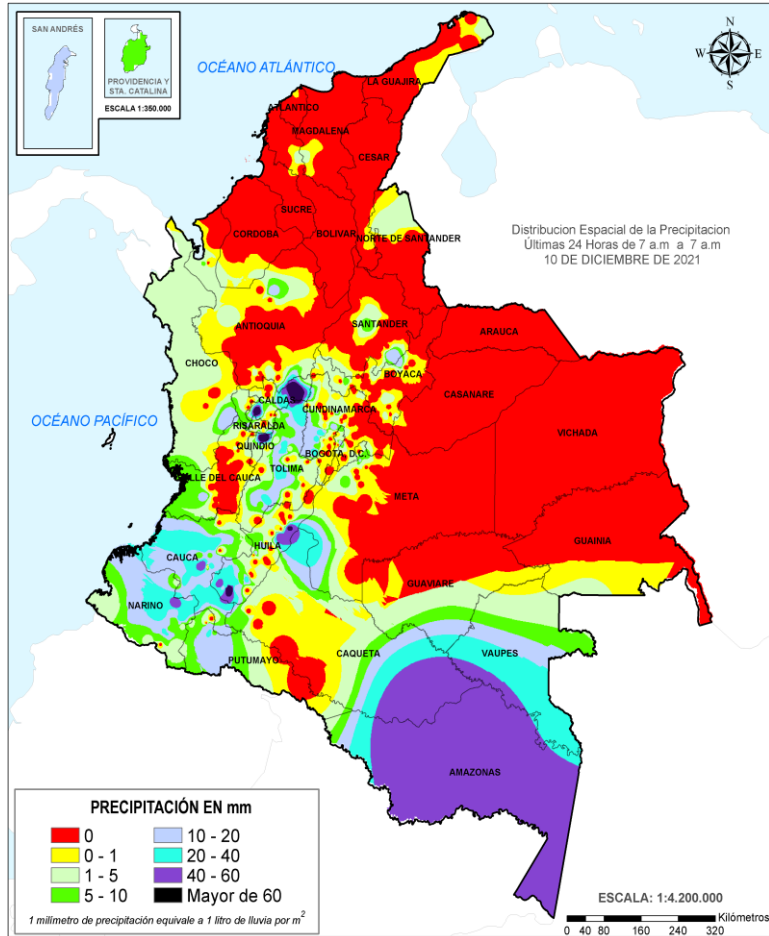 SAN ANDRÉS
PROVIDENCIA Y
STA. CATALINA
ESCALA 1:350.000
OCÉANO ATLÁNTICO
N
W E
S
LA GUAJIRA
ATLANTICO
MAGDALENA
CESAR
SUCRE
CORDOBA
BOLIVAR
NORTE DE SANTANDER
Distribucion Espacial de la Precipitacion
Últimas 24 Horas de 7 a.m a 7 a.m
10 DE DICIEMBRE DE 2021
ANTIOQUIA
SANTANDER
ARAUCA
CHOCO
BOYACA
CASANARE
CALDAS
CUNDINAMARCA
OCÉANO PACÍFICO
RISARALDA
VICHADA
QUINDIO
BOGOTA, D.C.
TOLIMA
VALLE DEL CAUCA
META
GUAINIA
HUILA
CAUCA
GUAVIARE
NARINO
CAQUETA
VAUPES
PUTUMAYO
AMAZONAS
PRECIPITACIÓN EN mm
0
0 - 1
1 - 5
5 - 10
10 - 20
20 - 40
40 - 60
Mayor de 60
1 milímetro de precipitación equivale a 1 litro de lluvia por m2
ESCALA: 1:4.200.000
Kilómetros
0 40 80 160 240 320